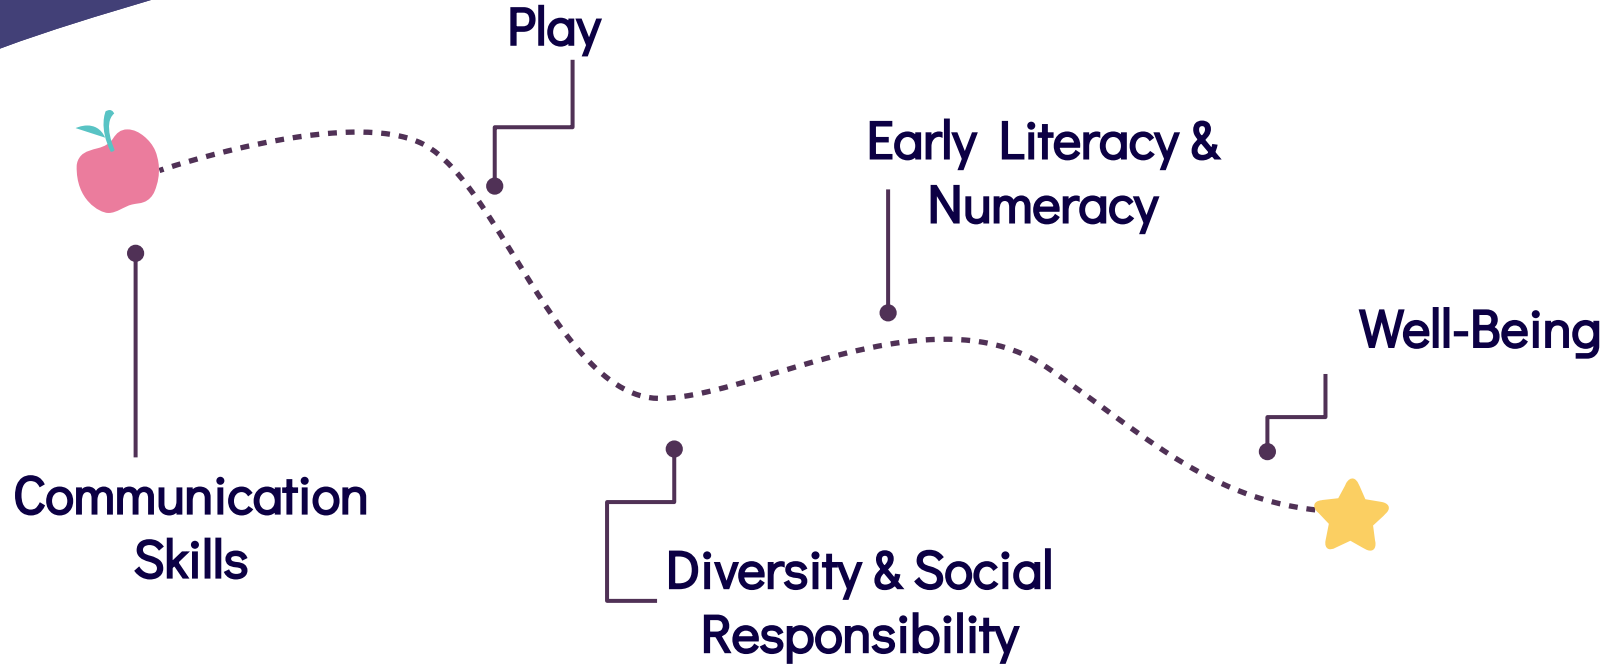 Play
Early Literacy &
Numeracy
Well-Being
Communication
Skills
Diversity & Social
Responsibility